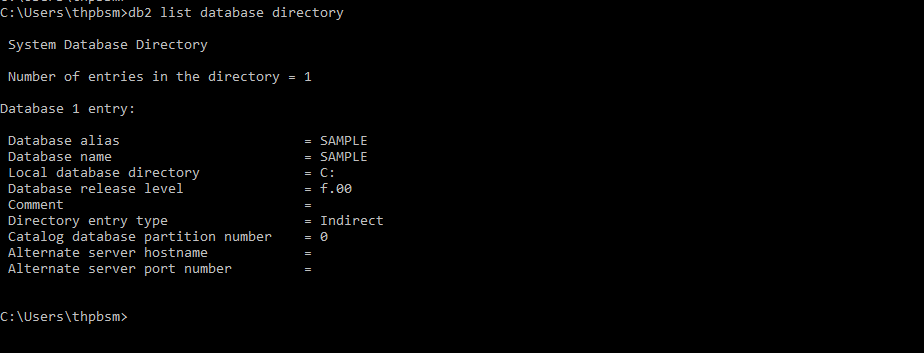 C:\Users\thpbsm>db2 list database directory
System Database Directory
Number of entries in the directory = 1
Database 1 entry:
Database alias = SAMPLE
Database name = SAMPLE
Local database directory = C:
Database release level = f.00
Comment =
Directory entry type = Indirect
Catalog database partition number = 0
Alternate server hostname =
Alternate server port number =
C:\Users\thpbsm>